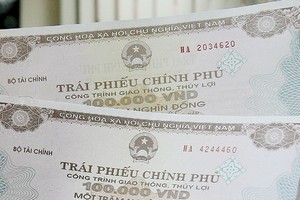 CỘNG HÒA XÃ HỘI CHỦ NGHĨA VIỆT NAM
MA 2034620
BỘ TÀI CHÍNH
TRÁI PHIẾU CHÍNH PHỦ
CÔNG TRÌNH GIAO THÔNG, THỦY LỢI
100.000 VND
NGHÌN ĐỒNG
CỘNG HÒA XÃ HỘI CHỦ NGHĨA VIỆT NAM
MA 4244460
BỘ TÀI CHÍNH
TRÁI PHIẾU CHÍNH PHỦ
CÔNG TRÌNH GIAO THÔNG, THỦY LỢI
100.000 VND
MỘT TRĂM